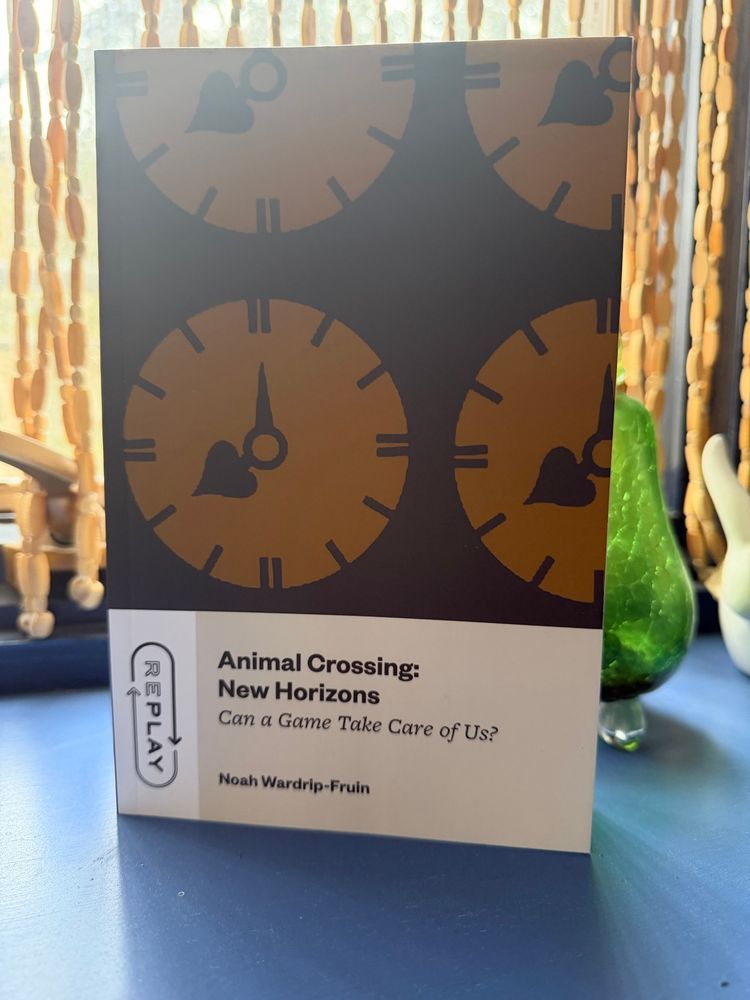 REPLAY
Animal Crossing:
New Horizons
Can a Game Take Care of Us?
Noah Wardrip-Fruin